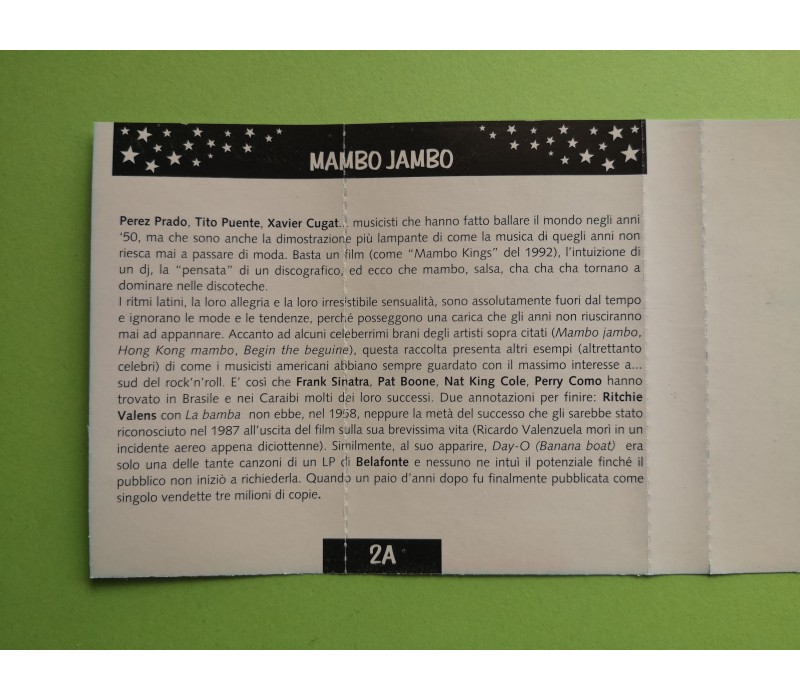 MAMBO JAMBO
Perez Prado, Tito Puente, Xavier Cugat... musicisti che hanno fatto ballare il mondo negli anni
'50, ma che sono anche la dimostrazione più lampante di come la musica di quegli anni non
riesca mai a passare di moda. Basta un film (come "Mambo Kings" del 1992), l'intuizione di
un dj, la "pensata" di un discografico, ed ecco che mambo, salsa, cha cha cha tornano a
dominare nelle discoteche.
I ritmi latini, la loro allegria e la loro irresistibile sensualità, sono assolutamente fuori dal tempo
e ignorano le mode e le tendenze, perché posseggono una carica che gli anni non riusciranno
mai ad appannare. Accanto ad alcuni celeberrimi brani degli artisti sopra citati (Mambo jambo,
Hong Kong mambo, Begin the beguine), questa raccolta presenta altri esempi (altrettanto
celebri) di come i musicisti americani abbiano sempre guardato con il massimo interesse a...
sud del rock'n'roll. E' così che Frank Sinatra, Pat Boone, Nat King Cole, Perry Como hanno
trovato in Brasile e nei Caraibi molti dei loro successi. Due annotazioni per finire: Ritchie
Valens con La bamba non ebbe, nel 1958, neppure la metà del successo che gli sarebbe stato
riconosciuto nel 1987 all'uscita del film sulla sua brevissima vita (Ricardo Valenzuela morì in un
incidente aereo appena diciottenne). Similmente, al suo apparire, Day-O (Banana boat) era
solo una delle tante canzoni di un LP di Belafonte e nessuno ne intuì il potenziale finché il
pubblico non iniziò a richiederla. Quando un paio d'anni dopo fu finalmente pubblicata come
singolo vendette tre milioni di copie.
2A